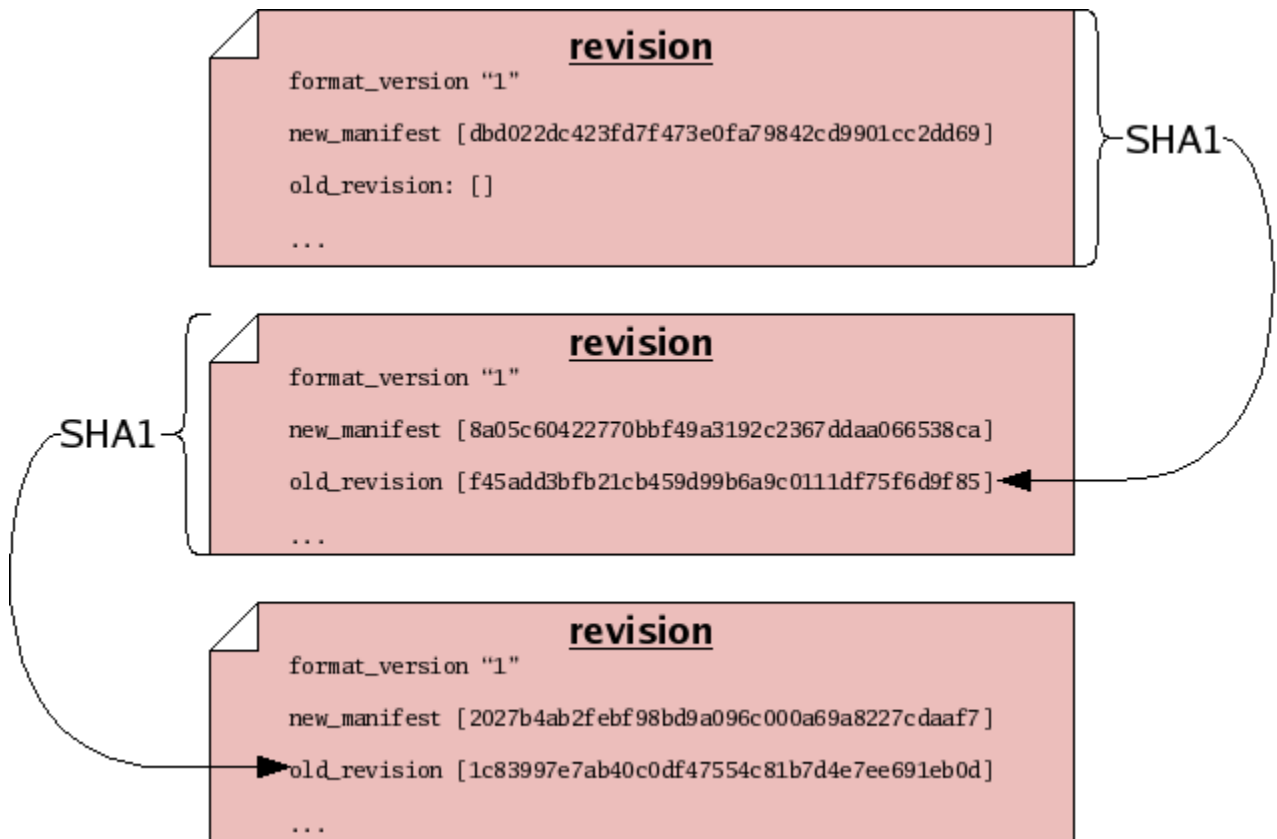 revision
format_version “1”
new_manifest [dbd022dc423fd7f473e0fa79842cd9901cc2dd69]
SHA1
old_revision: []
...
revision
format_version “1”
new_manifest [8a05c60422770bbf49a3192c2367ddaa066538ca]
SHA1
old_revision [f45add3bfb21cb459d99b6a9c0111df75f6d9f85]
...
revision
format_version “1”
new_manifest [2027b4ab2febf98bd9a096c000a69a8227cdaaf7]
old_revision [1c83997e7ab40c0df47554c81b7d4e7ee691eb0d]
...